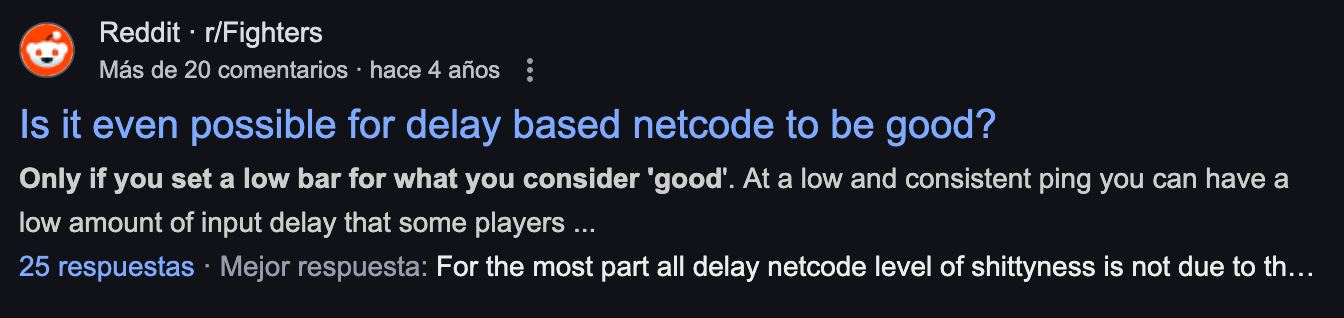 Reddit · r/Fighters
Más de 20 comentarios · hace 4 años
Is it even possible for delay based netcode to be good?
Only if you set a low bar for what you consider 'good'. At a low and consistent ping you can have a
low amount of input delay that some players ...
25 respuestas · Mejor respuesta: For the most part all delay netcode level of shittyness is not due to th…